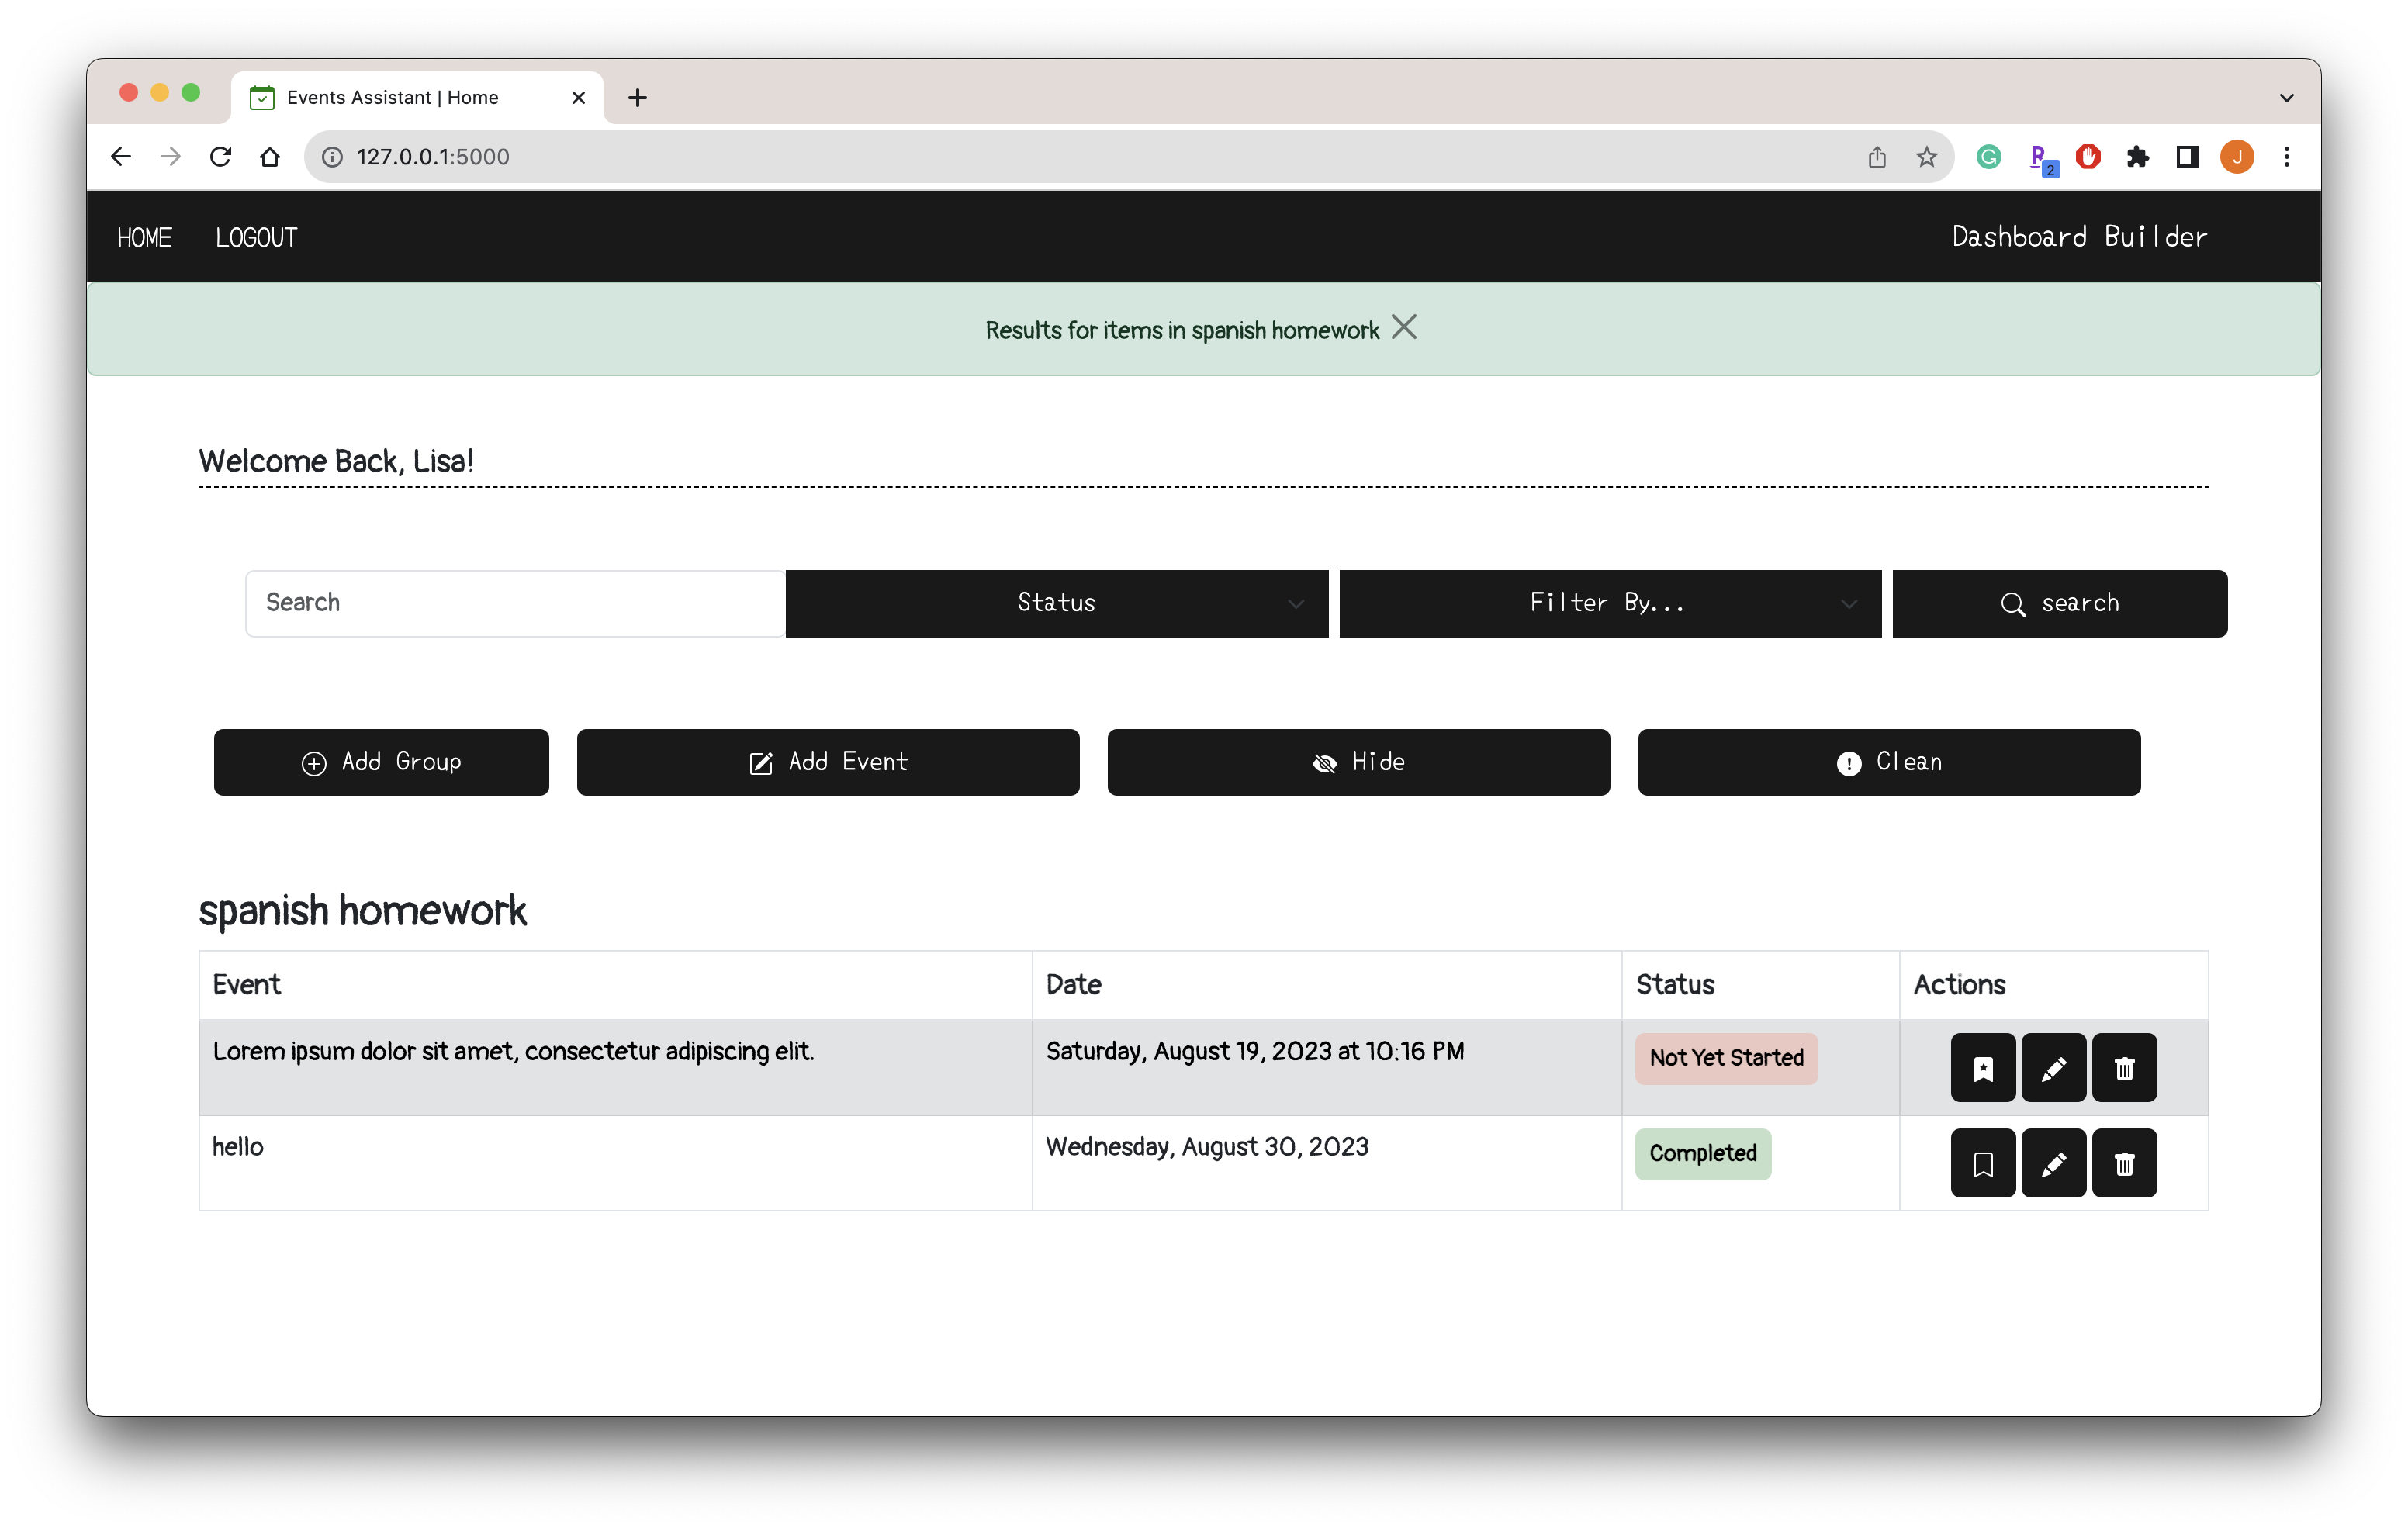 Events Assistant | Home
127.0.0.1:5000
2
J
HOME LOGOUT Dashboard Builder
Results for items in spanish homework
Welcome Back, Lisa!
Search Status Filter By... search
Add Group Add Event Hide Clean
spanish homework
Event Date Status Actions
Lorem ipsum dolor sit amet, consectetur adipiscing elit. Saturday, August 19, 2023 at 10:16 PM Not Yet Started
hello Wednesday, August 30, 2023 Completed